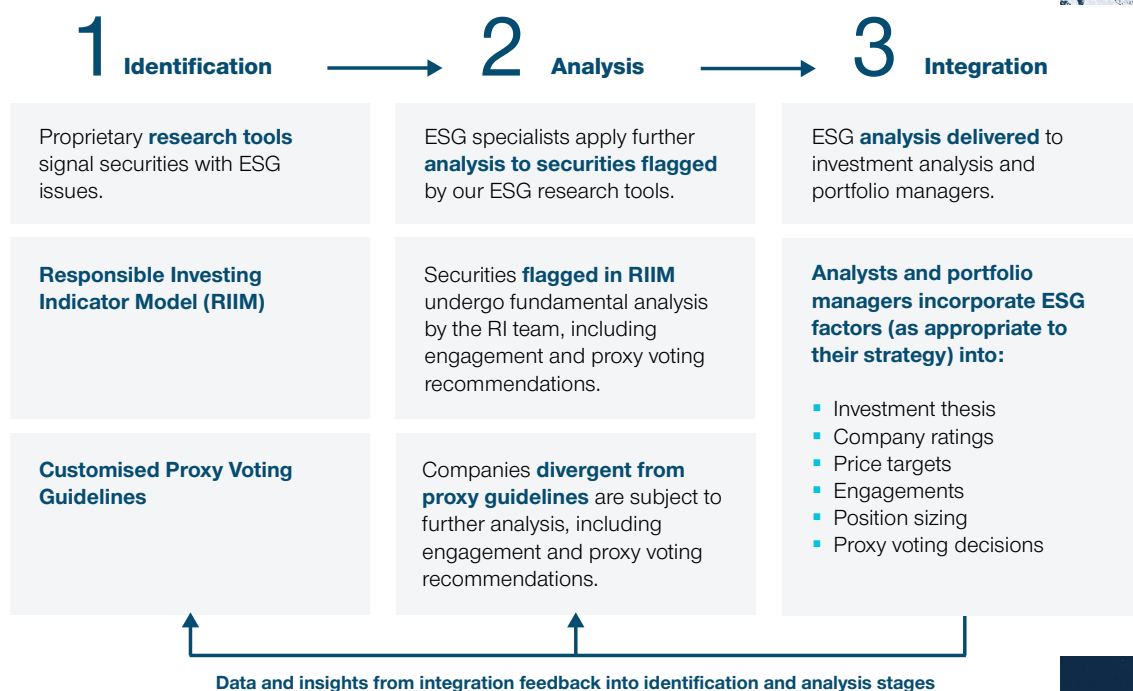 1 Identification
2 Analysis
3 Integration
Proprietary research tools
signal securities with ESG
issues.
ESG specialists apply further
analysis to securities flagged
by our ESG research tools.
ESG analysis delivered to
investment analysis and
portfolio managers.
Responsible Investing
Indicator Model (RIIM)
Securities flagged in RIIM
undergo fundamental analysis
by the RI team, including
engagement and proxy voting
recommendations.
Analysts and portfolio
managers incorporate ESG
factors (as appropriate to
their strategy) into:
▪ Investment thesis
▪ Company ratings
▪ Price targets
▪ Engagements
▪ Position sizing
▪ Proxy voting decisions
Customised Proxy Voting
Guidelines
Companies divergent from
proxy guidelines are subject to
further analysis, including
engagement and proxy voting
recommendations.
Data and insights from integration feedback into identification and analysis stages